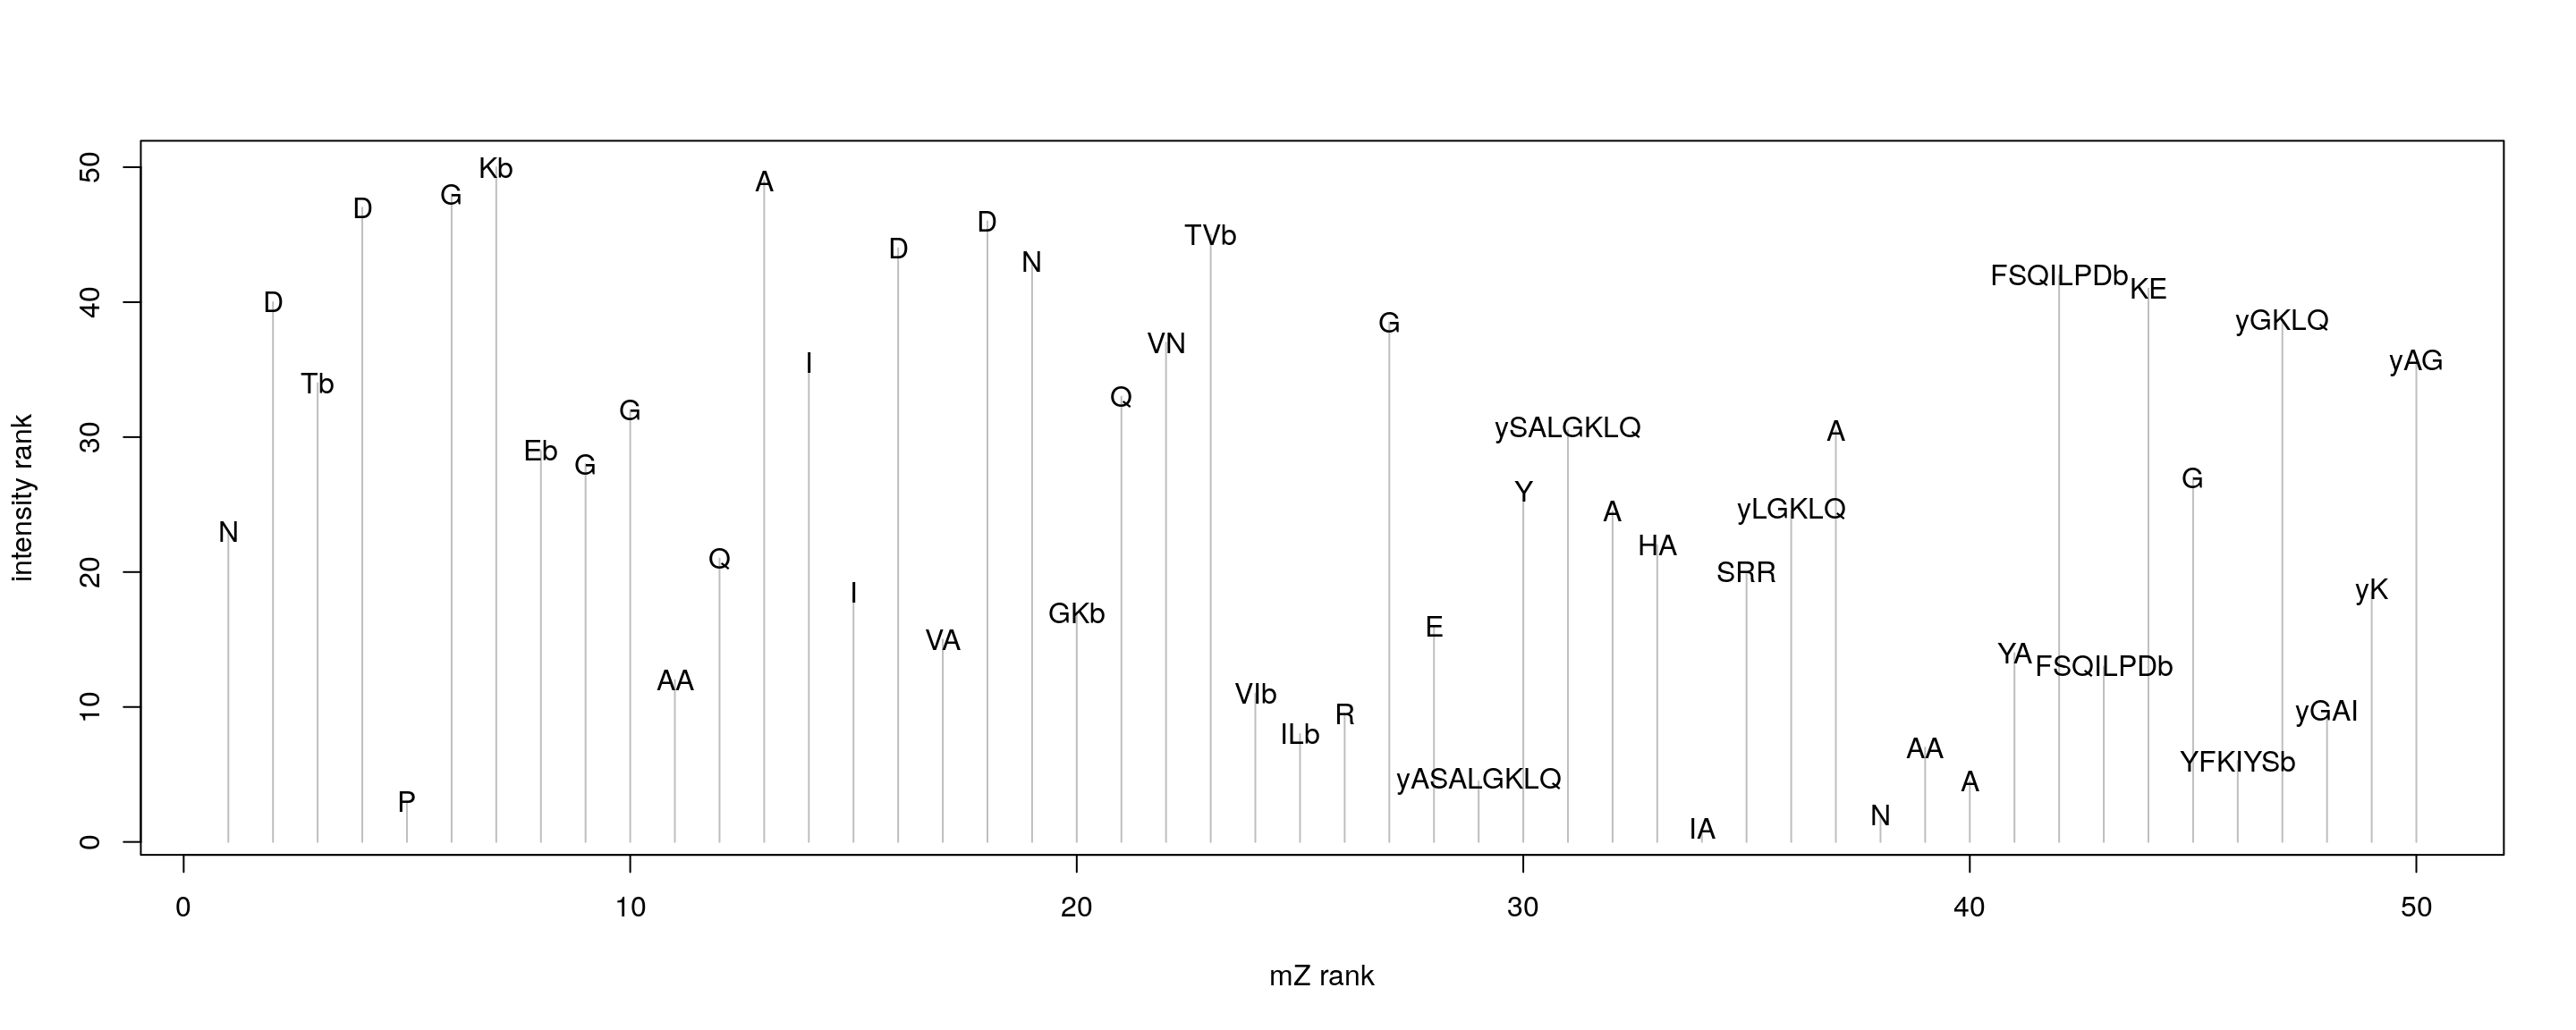 Kb
A
G
D
D
TVb
D
N
FSQILPDb
KE
D
G
yGKLQ
VN
I
yAG
Tb
Q
G
ySALGKLQ
A
Eb
G
Y
G
A
yLGKLQ
N
HA
Q
SRR
I
yK
GKb
E
VA
YA
FSQILPDb
AA
VIb
R
yGAI
ILb
AA
YFKIYSb
yASALGKLQ
A
P
N
IA
intensity rank
0
10
20
30
40
50
0
10
20
30
40
50
mZ rank